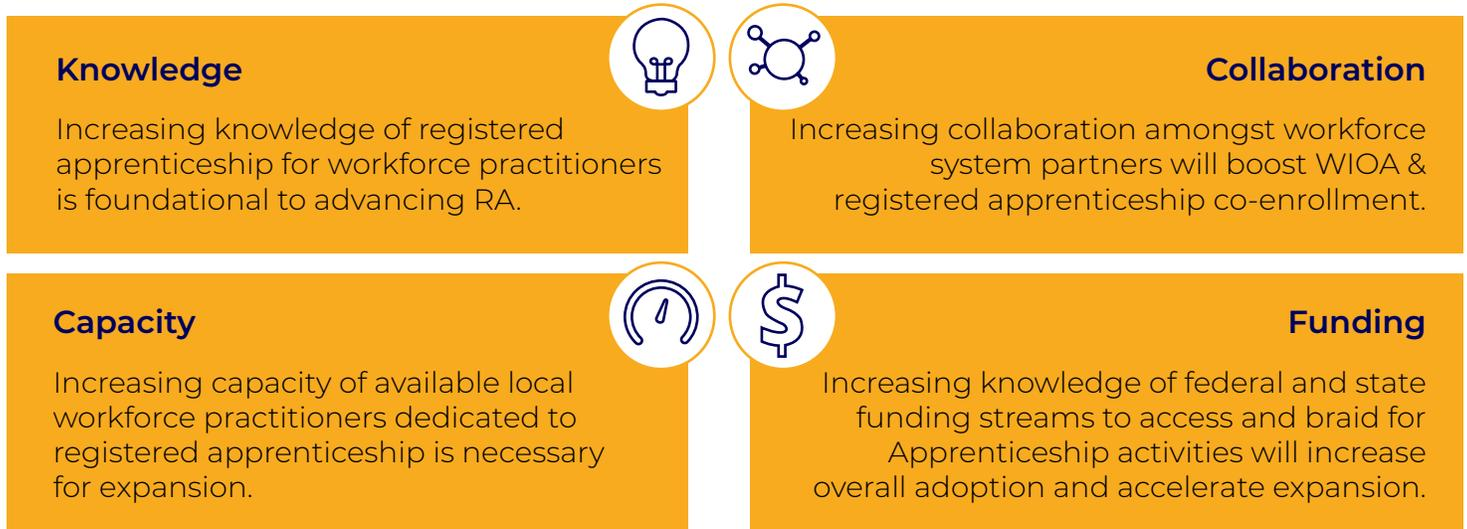 Knowledge
Increasing knowledge of registered
apprenticeship for workforce practitioners
is foundational to advancing RA.
Collaboration
Increasing collaboration amongst workforce
system partners will boost WIOA &
registered apprenticeship co-enrollment.
Capacity
Increasing capacity of available local
workforce practitioners dedicated to
registered apprenticeship is necessary
for expansion.
Funding
Increasing knowledge of federal and state
funding streams to access and braid for
Apprenticeship activities will increase
overall adoption and accelerate expansion.